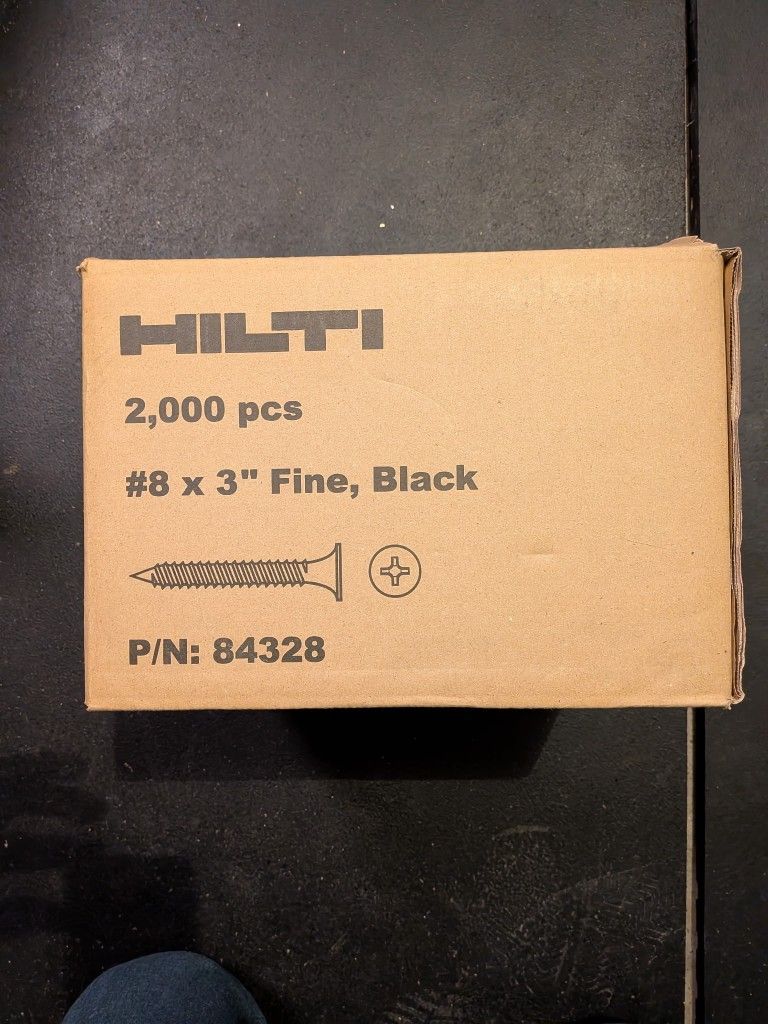 HILTI
2,000 pcs
#8 x 3" Fine, Black
P/N: 84328